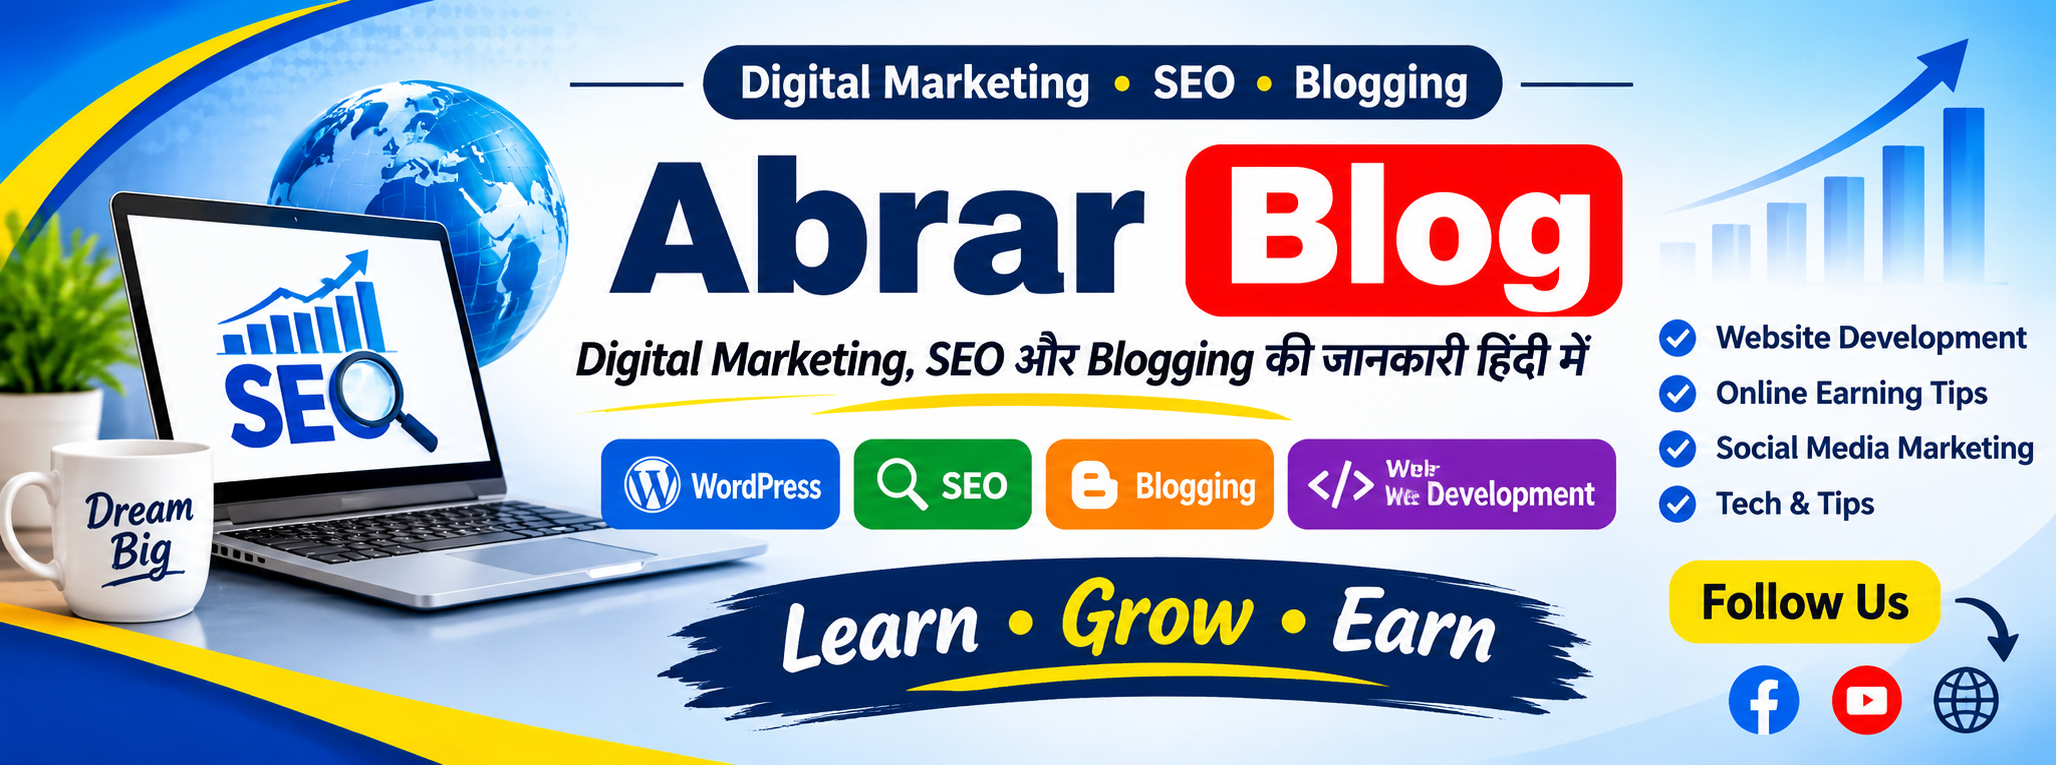 Digital Marketing • SEO • Blogging
Abrar Blog
Digital Marketing, SEO और Blogging की जानकारी हिंदी में
SEO
Dream
Big
WordPress
SEO
Blogging
</> Development
Learn • Grow • Earn
Website Development
Online Earning Tips
Social Media Marketing
Tech & Tips
Follow Us